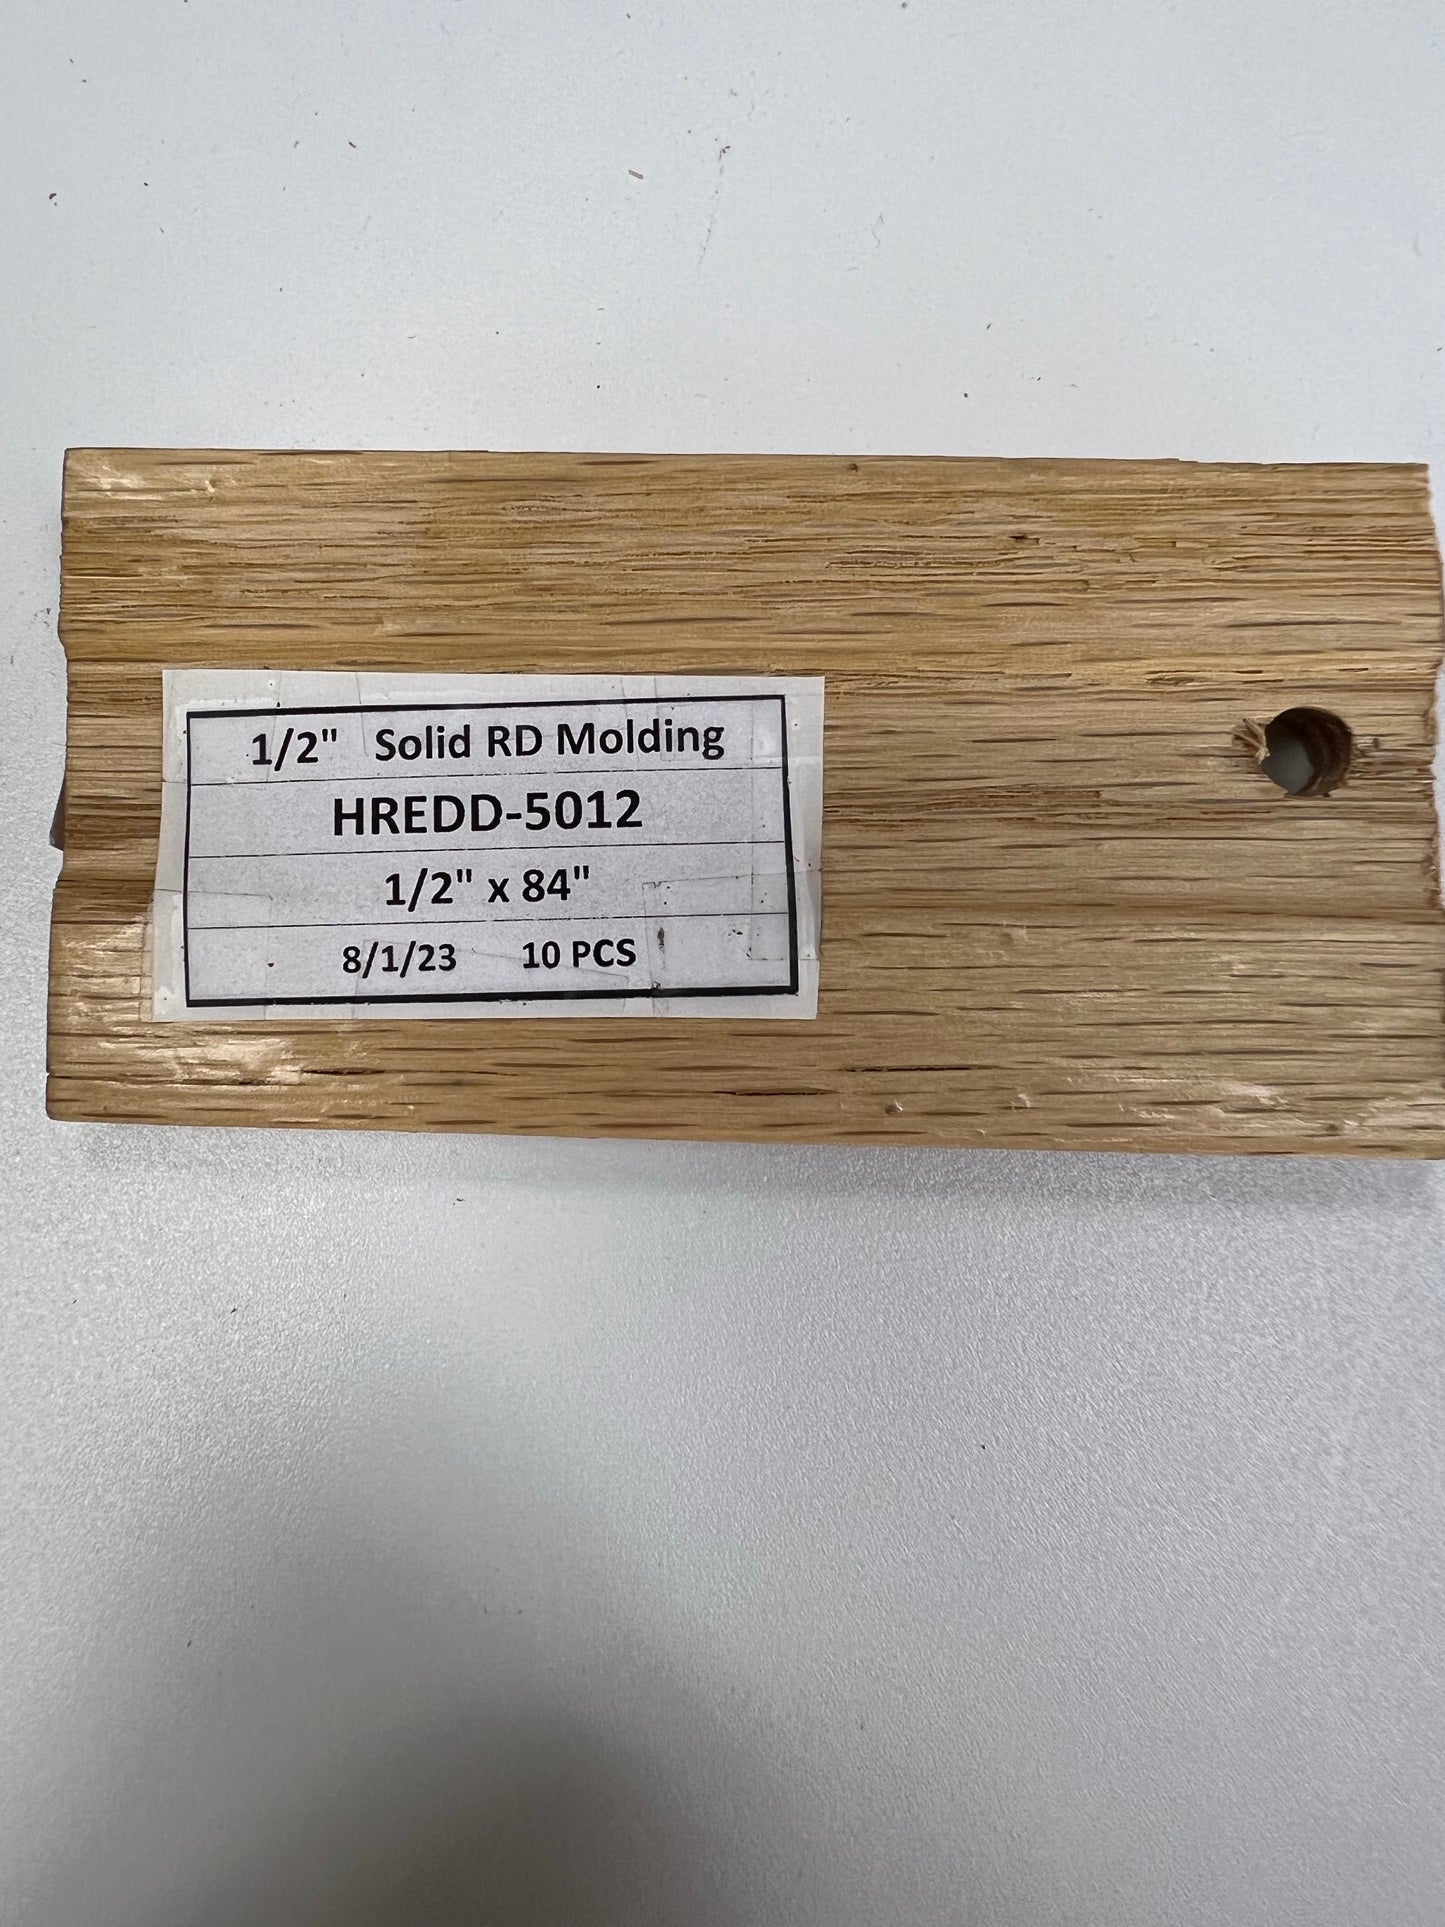 1/2" Solid RD Molding
HREDD-5012
1/2" x 84"
8/1/23 10 PCS